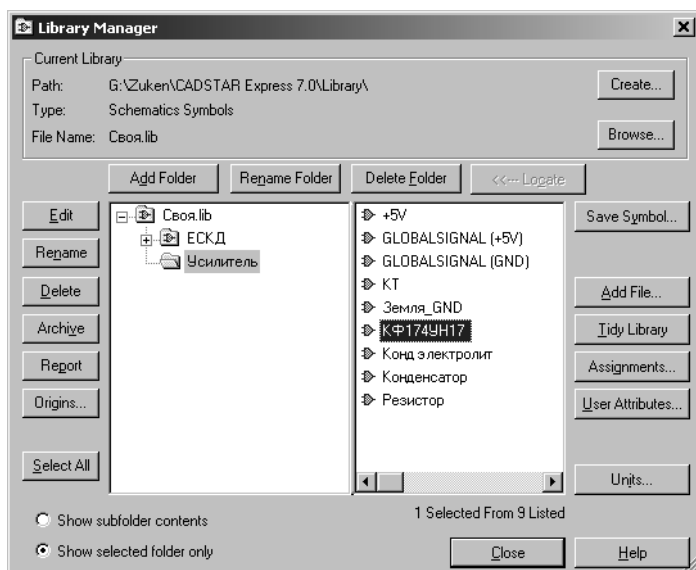 Library Manager
Current Library
Path: G:\Zuken\CADSTAR Express 7.0\Library\
Create...
Type: Schematics Symbols
File Name: Своя.lib
Browse...
Add Folder Rename Folder Delete Folder <<--- Locate
Edit
Rename
Delete
Archive
Report
Origins...
Select All
Своя.lib
ЕСКД
Усилитель
+5V
GLOBALSIGNAL (+5V)
GLOBALSIGNAL (GND)
КТ
Земля_GND
КФ174УН17
Конд электролит
Конденсатор
Резистор
Save Symbol...
Add File...
Tidy Library
Assignments...
User Attributes...
Units...
Show subfolder contents
1 Selected From 9 Listed
Show selected folder only
Close Help